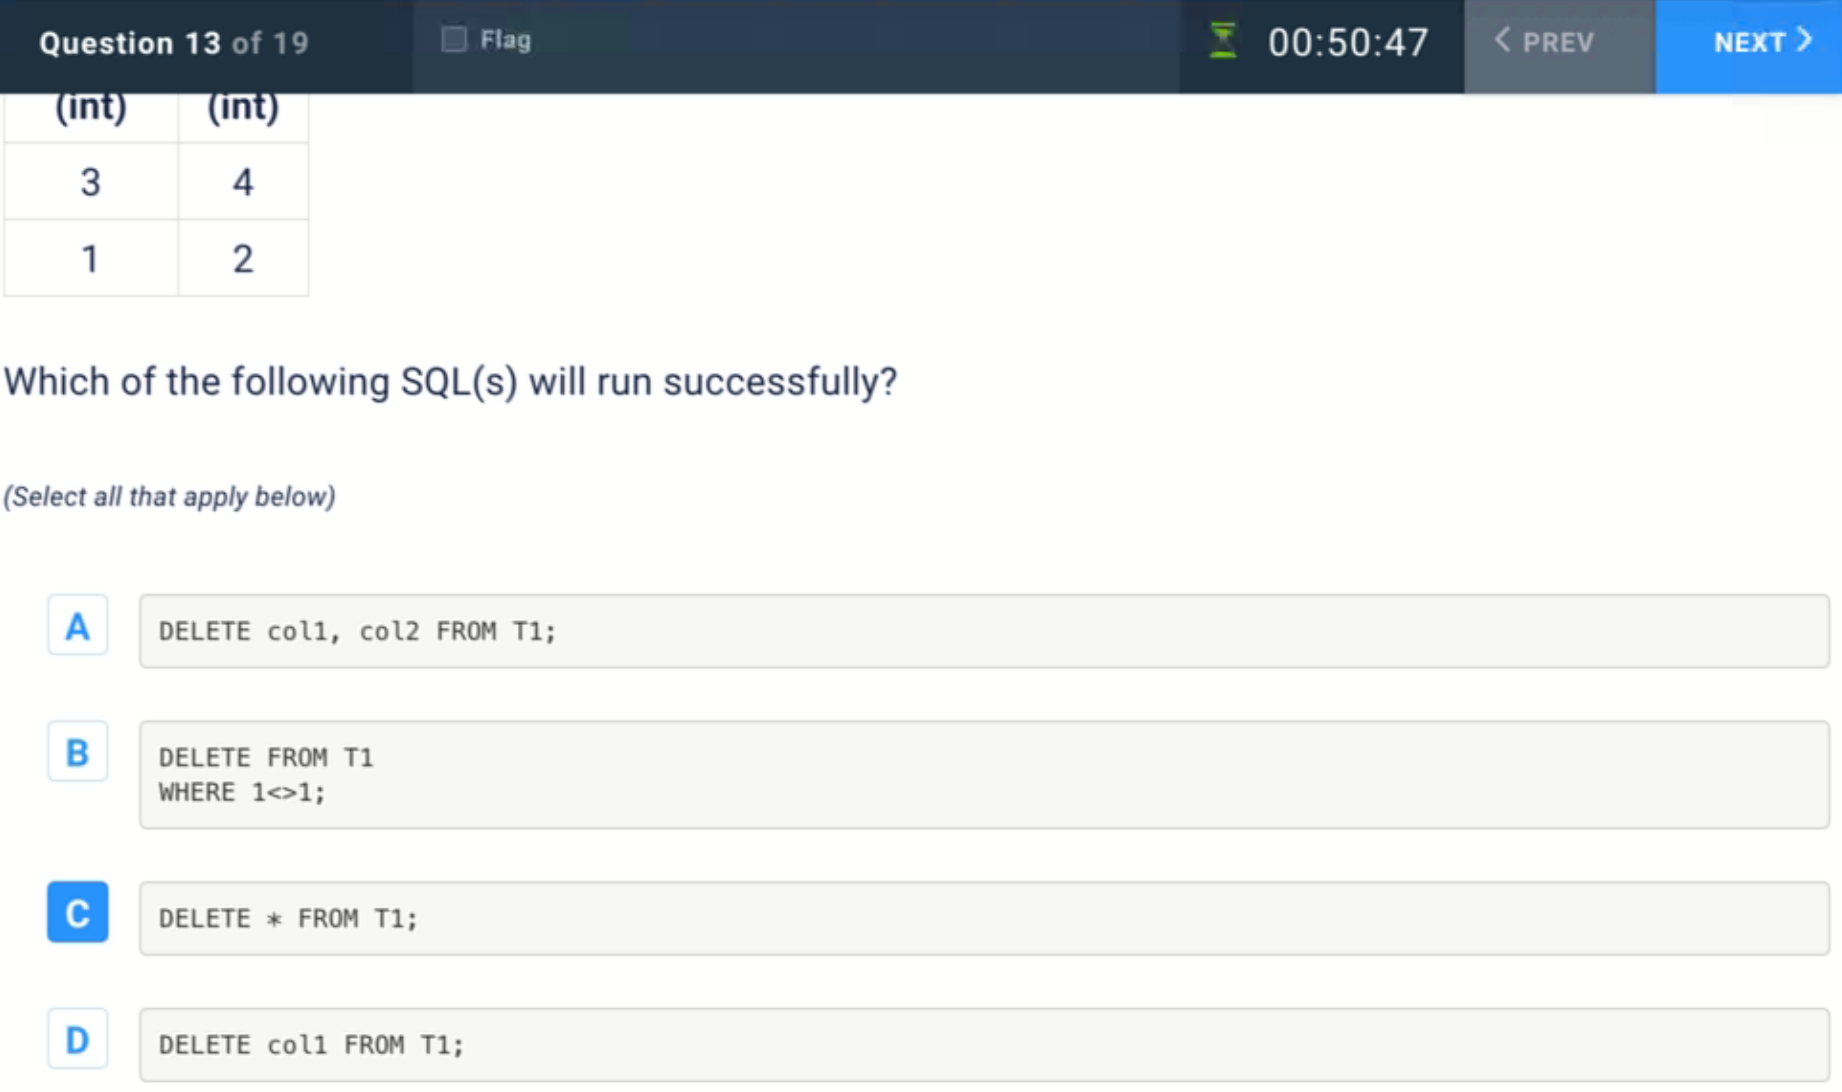 Question 13 of 19
Flag
00:50:47
PREV
NEXT
(int) (int)
3 4
1 2
Which of the following SQL(s) will run successfully?
(Select all that apply below)
A
DELETE col1, col2 FROM T1;
B
DELETE FROM T1
WHERE 1<>1;
C
DELETE * FROM T1;
D
DELETE col1 FROM T1;